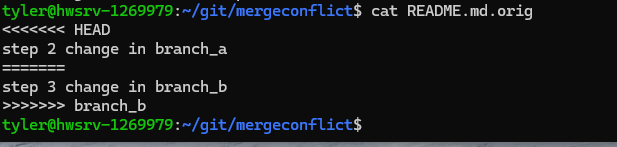 tyler@hwsrv-1269979:~/git/mergeconflict$ cat README.md.orig
<<<<<<< HEAD
step 2 change in branch_a
=======
step 3 change in branch_b
>>>>>>> branch_b
tyler@hwsrv-1269979:~/git/mergeconflict$